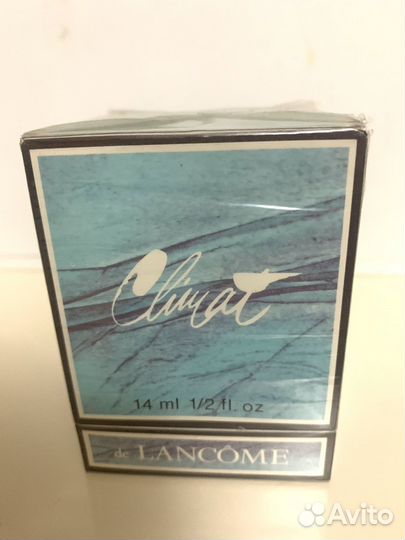 Climat
14 ml 1/2 fl. oz
de LANCÔME
Avito